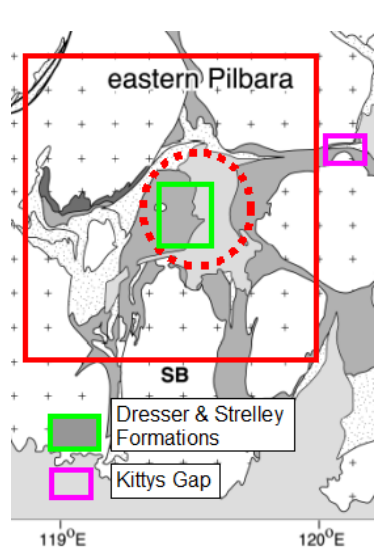 eastern Pilbara
SB
Dresser & Strelley
Formations
Kittys Gap
119°E
120°E